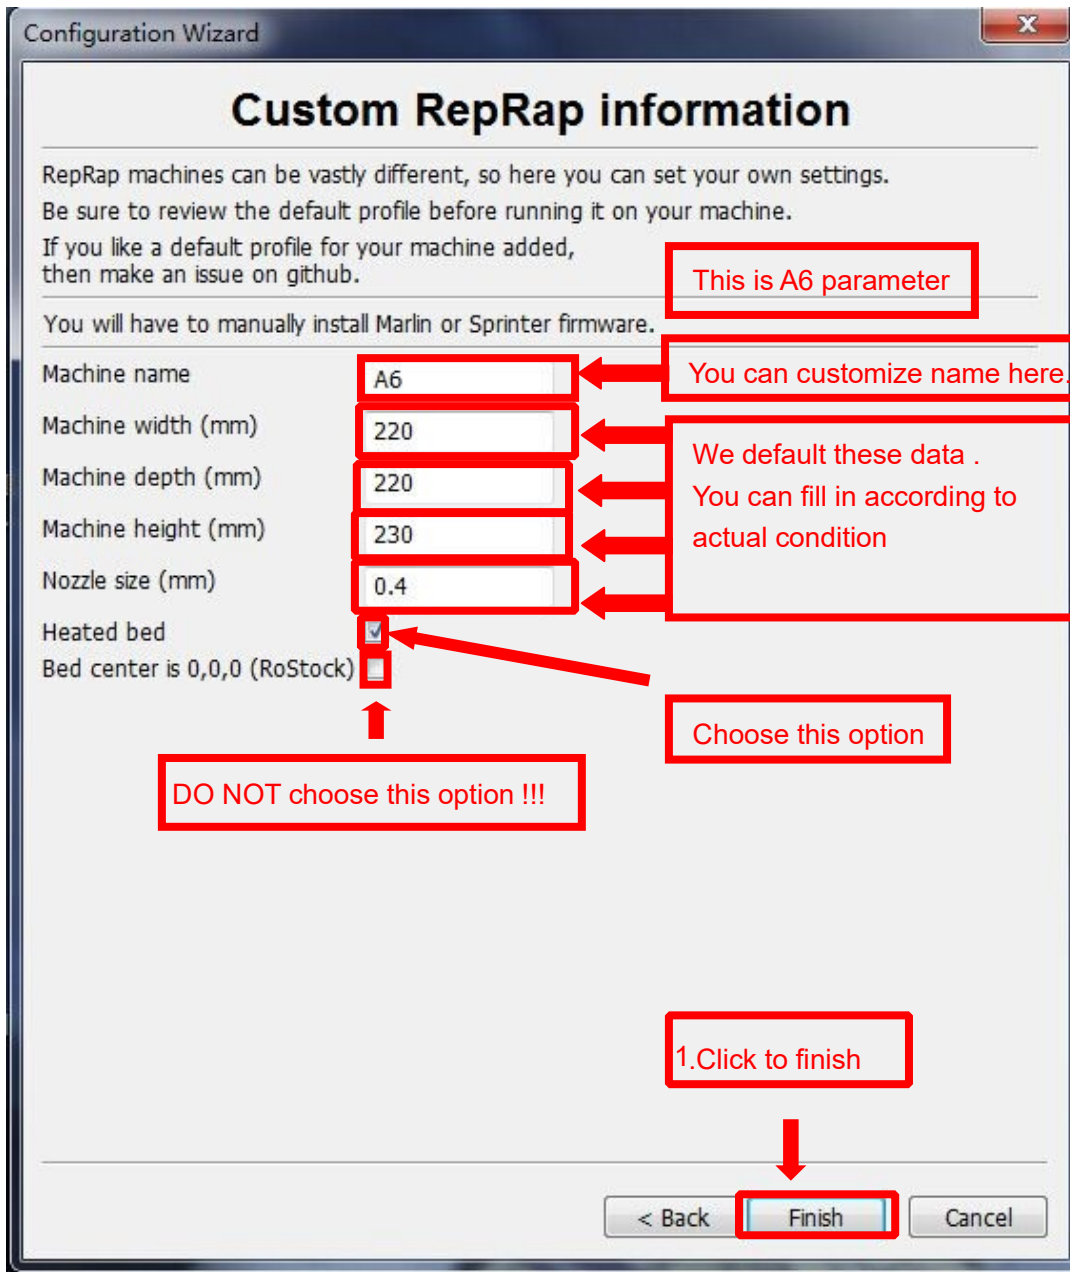 Configuration Wizard
x
Custom RepRap information
RepRap machines can be vastly different, so here you can set your own settings.
Be sure to review the default profile before running it on your machine.
If you like a default profile for your machine added,
then make an issue on github.
This is A6 parameter
You will have to manually install Marlin or Sprinter firmware.
Machine name
A6
You can customize name here.
Machine width (mm)
220
We default these data .
Machine depth (mm)
220
You can fill in according to
Machine height (mm)
230
actual condition
Nozzle size (mm)
0.4
Heated bed
Bed center is 0,0,0 (RoStock)
Choose this option
DO NOT choose this option !!!
1.Click to finish
< Back
Finish
Cancel